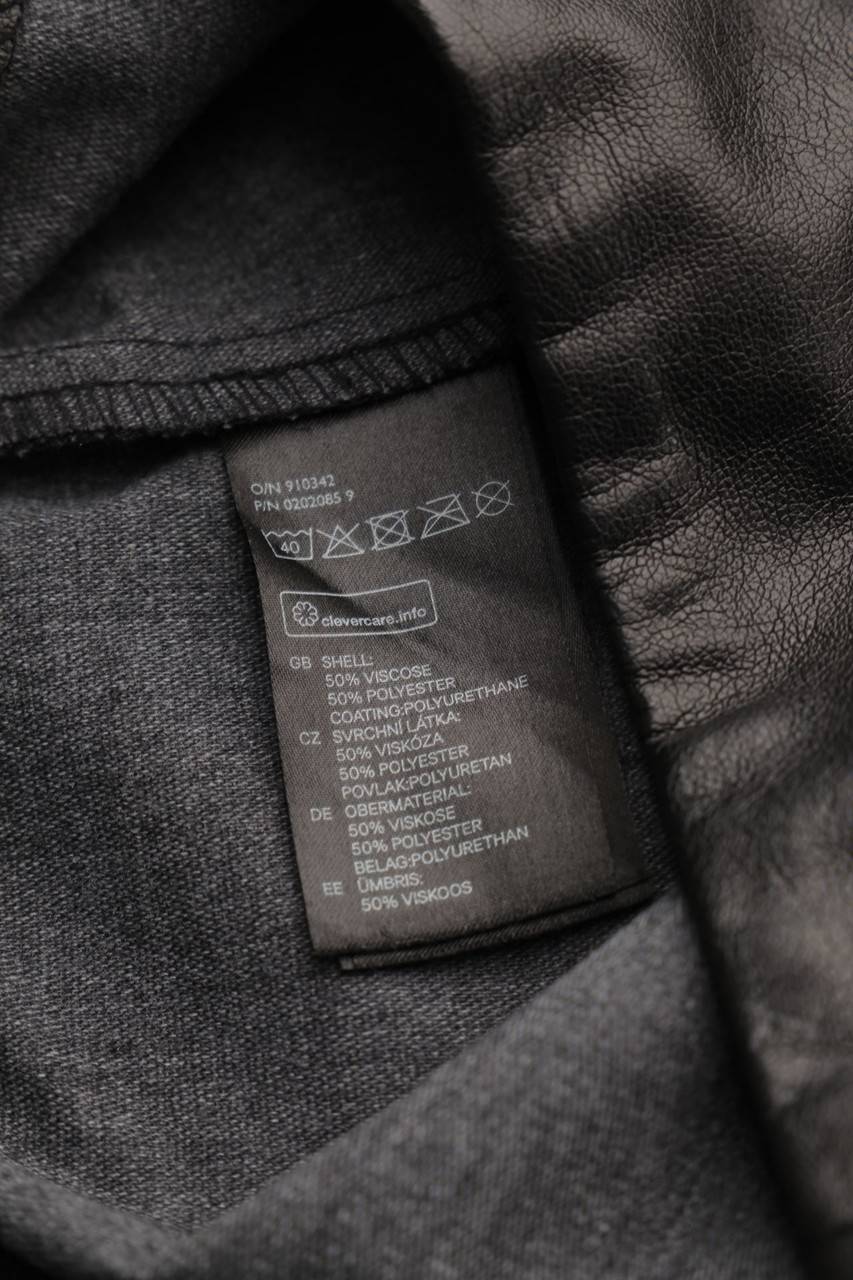 O/N 910342
P/N 0202085 9
40
clevercare.info
GB SHELL:
50% VISCOSE
50% POLYESTER
COATING:POLYURETHANE
CZ SVRCHNÍ LÁTKA:
50% VISKÓZA
50% POLYESTER
POVLAK:POLYURETAN
DE OBERMATERIAL:
50% VISKOSE
50% POLYESTER
BELAG:POLYURETHAN
EE ÜMBRIS:
50% VISKOOS